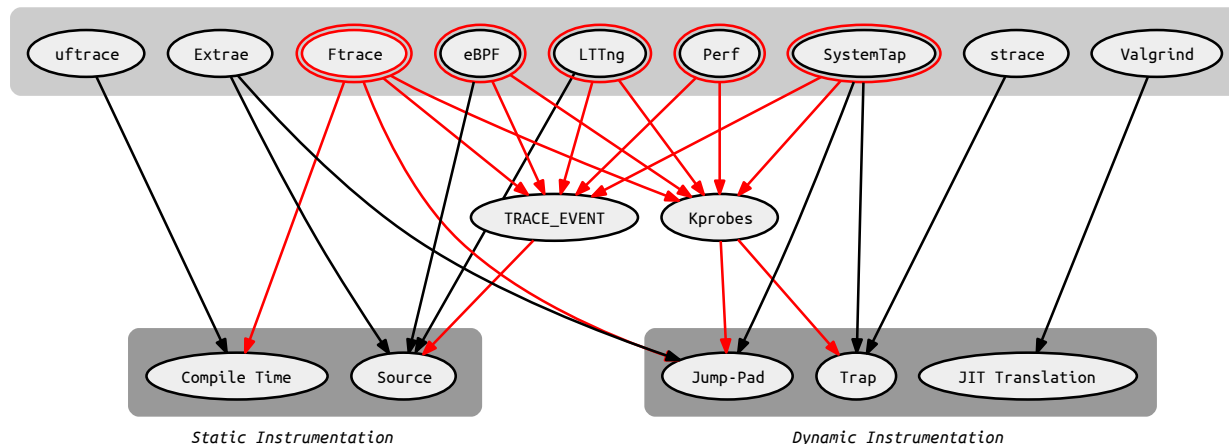 uftrace Extrae Ftrace eBPF LTTng Perf SystemTap strace Valgrind
TRACE_EVENT Kprobes
Compile Time Source Jump-Pad Trap JIT Translation
Static Instrumentation Dynamic Instrumentation